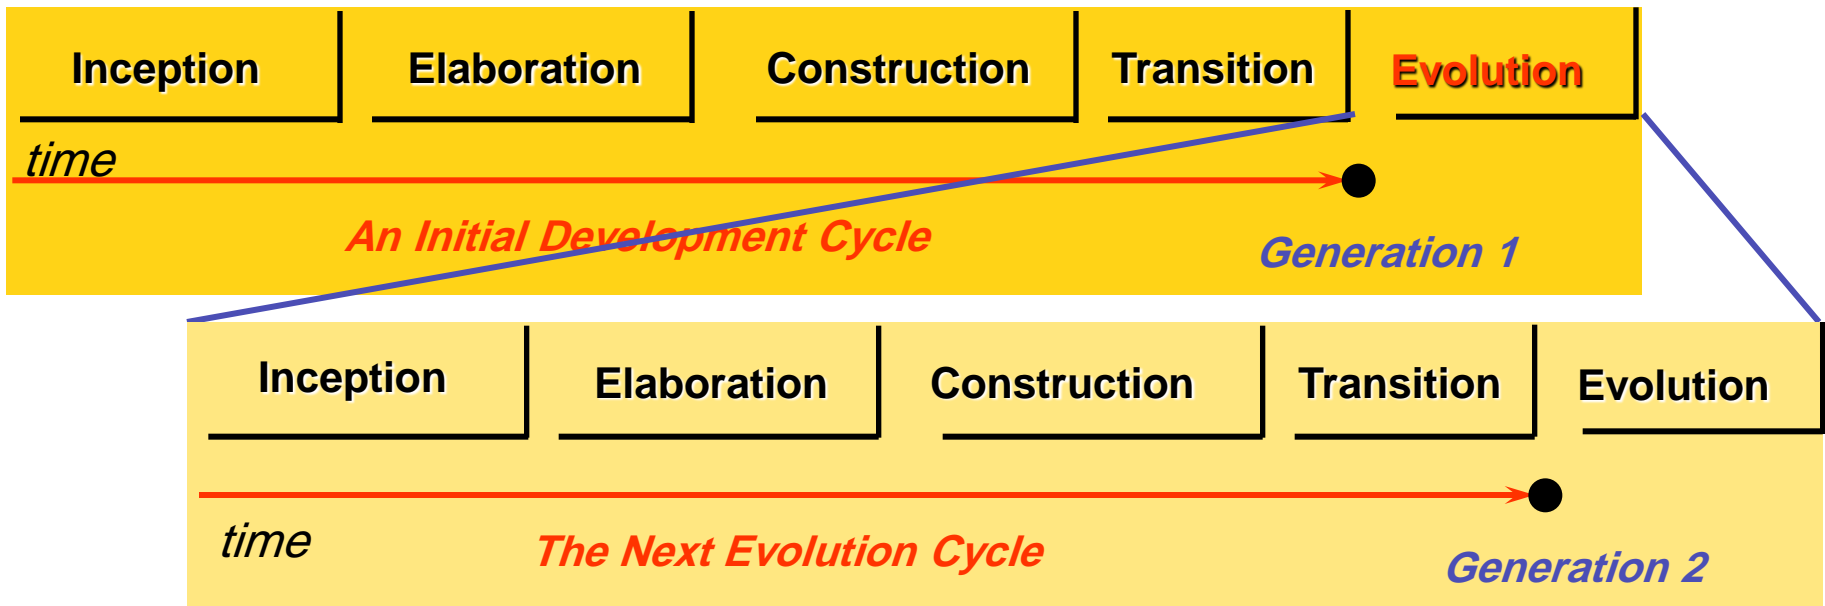 Inception Elaboration Construction Transition Evolution
time
An Initial Development Cycle
Generation 1
Inception Elaboration Construction Transition Evolution
time
The Next Evolution Cycle
Generation 2